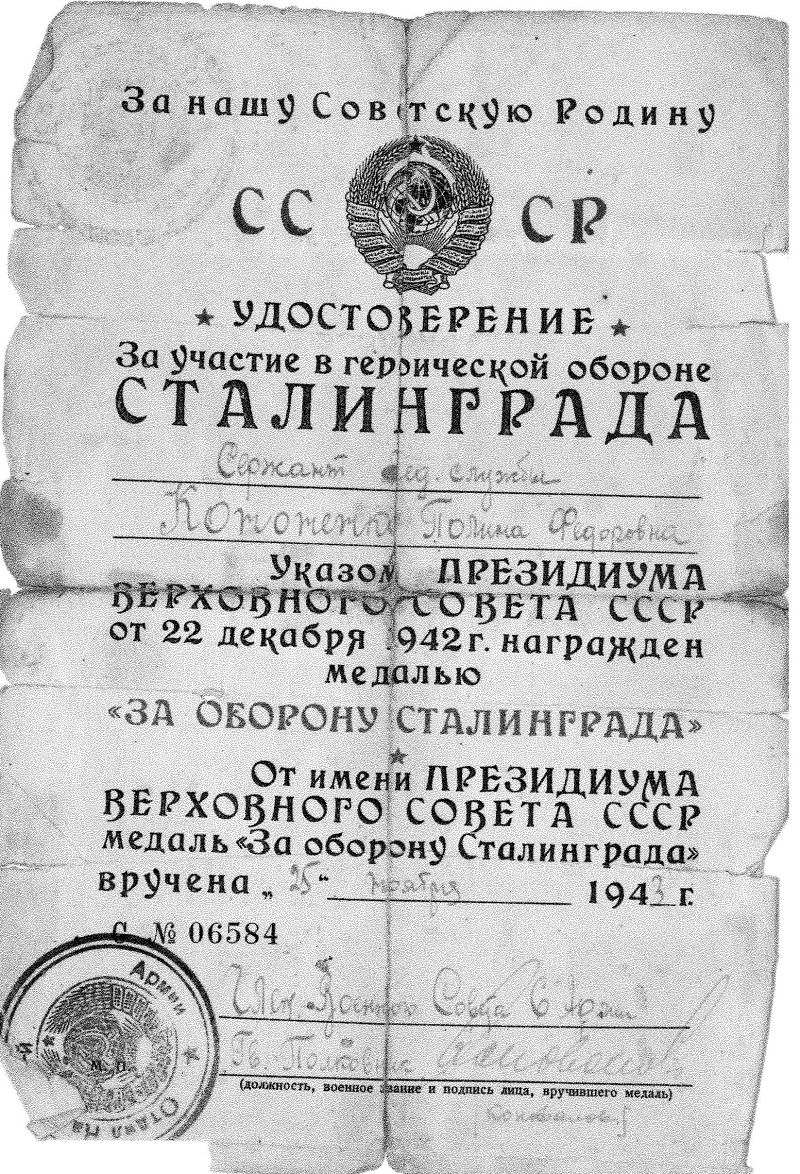 За нашу Советскую Родину
СС СР
УДОСТОВЕРЕНИЕ
За участие в героической обороне
СТАЛИНГРАДА
Сержант мед. службы
Полина Федоровна
Указом ПРЕЗИДИУМА
ВЕРХОВНОГО СОВЕТА СССР
от 22 декабря 1942 г. награжден
медалью
«ЗА ОБОРОНУ СТАЛИНГРАДА»
От имени ПРЕЗИДИУМА
ВЕРХОВНОГО СОВЕТА СССР
медаль «За оборону Сталинграда»
вручена „25“ ноября 1943 г.
С № 06584
Армии
Член Военного Совета 6 Армии
Гв. Полковник
М. П.
Отдел
(должность, военное звание и подпись лица, вручившего медаль)